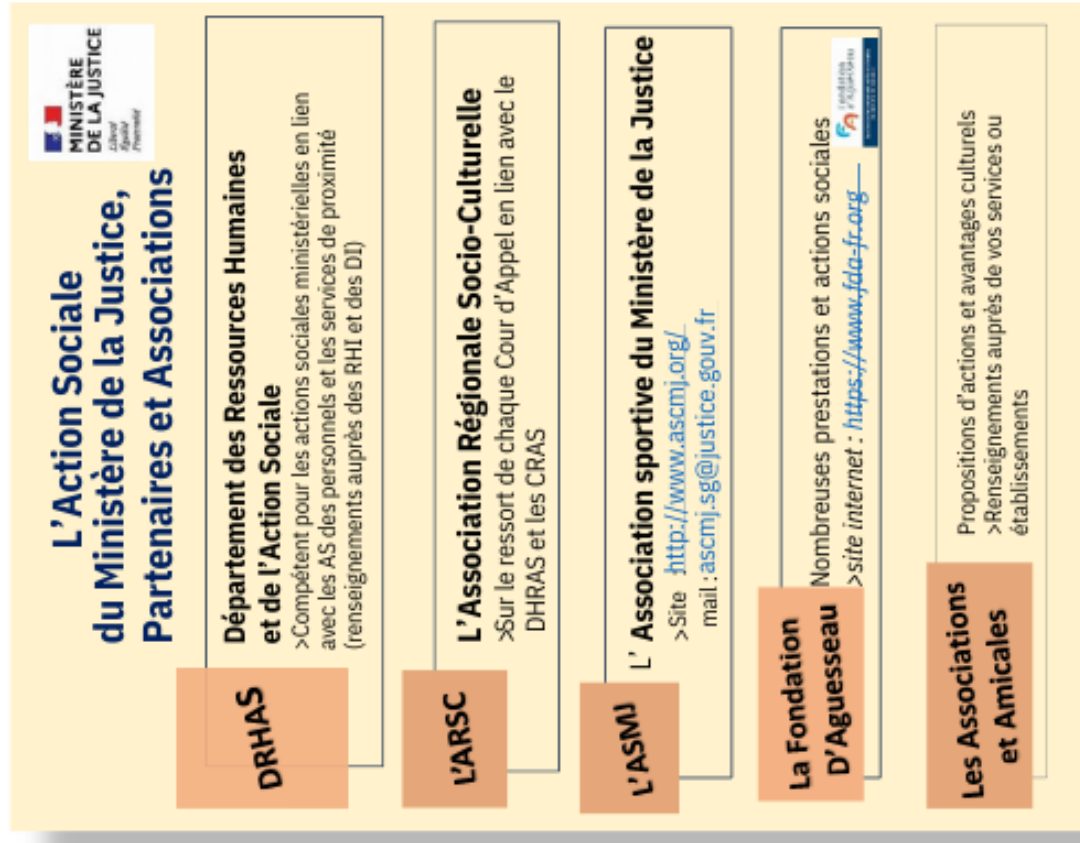 L'Action Sociale
du Ministère de la Justice,
Partenaires et Associations
MINISTÈRE
DE LA JUSTICE
Liberté
Égalité
Fraternité
DRHAS
Département des Ressources Humaines
et de l'Action Sociale
>Compétent pour les actions sociales ministérielles en lien
avec les AS des personnels et les services de proximité
(renseignements auprès des RHI et des DI)
L'ARSC
L'Association Régionale Socio-Culturelle
>Sur le ressort de chaque Cour d'Appel en lien avec le
DHRAS et les CRAS
L'ASMJ
L' Association sportive du Ministère de la Justice
>Site http://www.ascmj.org/
mail : ascmj.sg@justice.gouv.fr
La Fondation
D'Aguesseau
Nombreuses prestations et actions sociales
>site internet : https://www.fda-fr.org
Fondation
d'Aguesseau
Les Associations
et Amicales
Propositions d'actions et avantages culturels
>Renseignements auprès de vos services ou
établissement